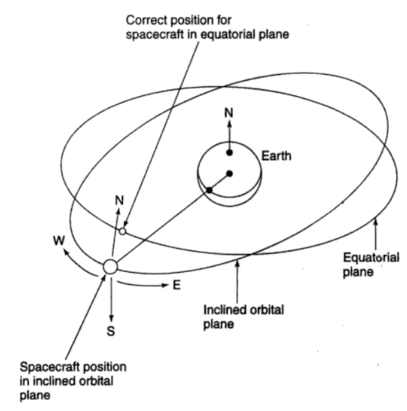 Correct position for
spacecraft in equatorial plane
N
Earth
N
W
E
S
Equatorial
plane
Inclined orbital
plane
Spacecraft position
in inclined orbital
plane